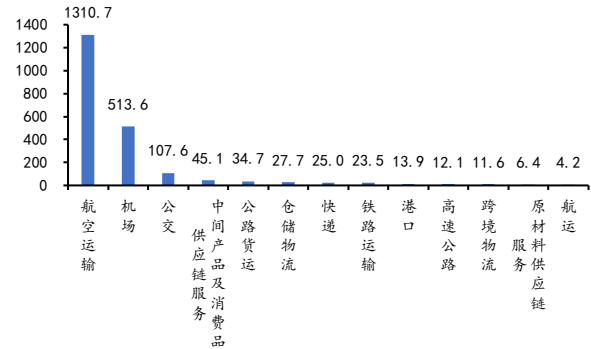 1400
1200
1000
800
600
400
200
0
1310.7
513.6
107.6
45.1
34.7
27.7
25.0
23.5
13.9
12.1
11.6
6.4
4.2
航空运输
机场
公交
中间产品及消费品
供应链服务
公路货运
仓储物流
快递
铁路运输
港口
高速公路
跨境物流
原材料供应链
服务
航运